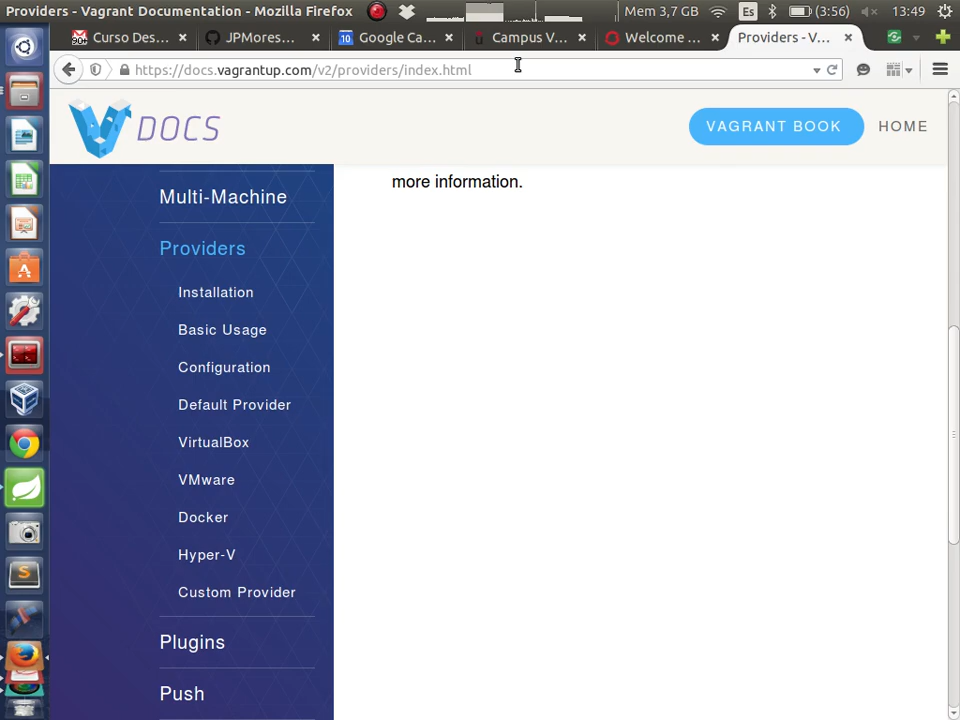 Providers - Vagrant Documentation - Mozilla Firefox
Mem 3,7 GB
Es
(3:56)
13:49
90+
Curso Des...
JPMores...
10
Google Ca...
Campus V...
Welcome ...
Providers - V...
https://docs.vagrantup.com/v2/providers/index.html
DOCS
VAGRANT BOOK
HOME
more information.
Multi-Machine
Providers
Installation
Basic Usage
Configuration
Default Provider
VirtualBox
VMware
Docker
Hyper-V
Custom Provider
Plugins
Push